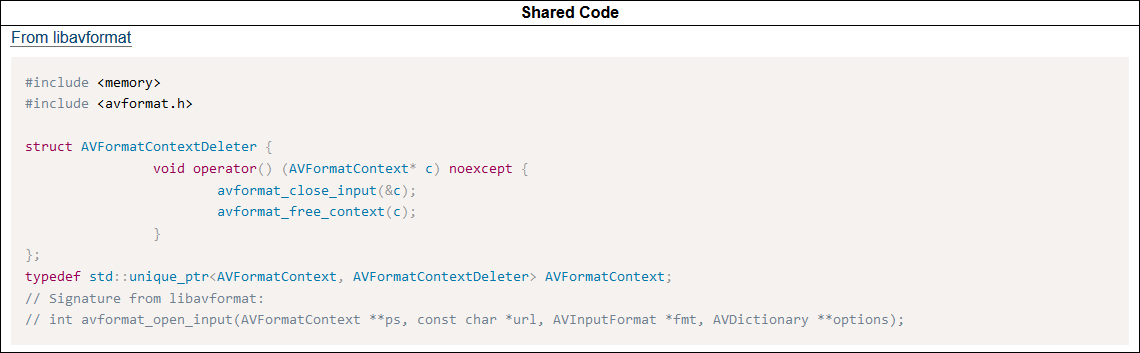 Shared Code
From libavformat
#include <memory>
#include <avformat.h>
struct AVFormatContextDeleter {
void operator() (AVFormatContext* c) noexcept {
avformat_close_input(&c);
avformat_free_context(c);
}
};
typedef std::unique_ptr<AVFormatContext, AVFormatContextDeleter> AVFormatContext;
// Signature from libavformat:
// int avformat_open_input(AVFormatContext **ps, const char *url, AVInputFormat *fmt, AVDictionary **options);